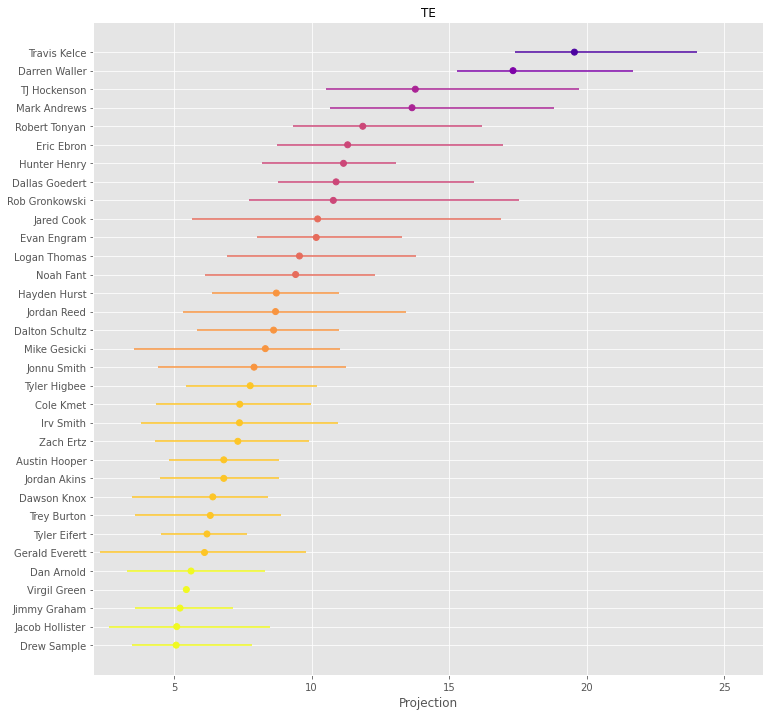 TE
Travis Kelce
Darren Waller
TJ Hockenson
Mark Andrews
Robert Tonyan
Eric Ebron
Hunter Henry
Dallas Goedert
Rob Gronkowski
Jared Cook
Evan Engram
Logan Thomas
Noah Fant
Hayden Hurst
Jordan Reed
Dalton Schultz
Mike Gesicki
Jonnu Smith
Tyler Higbee
Cole Kmet
Irv Smith
Zach Ertz
Austin Hooper
Jordan Akins
Dawson Knox
Trey Burton
Tyler Eifert
Gerald Everett
Dan Arnold
Virgil Green
Jimmy Graham
Jacob Hollister
Drew Sample
5 10 15 20 25
Projection